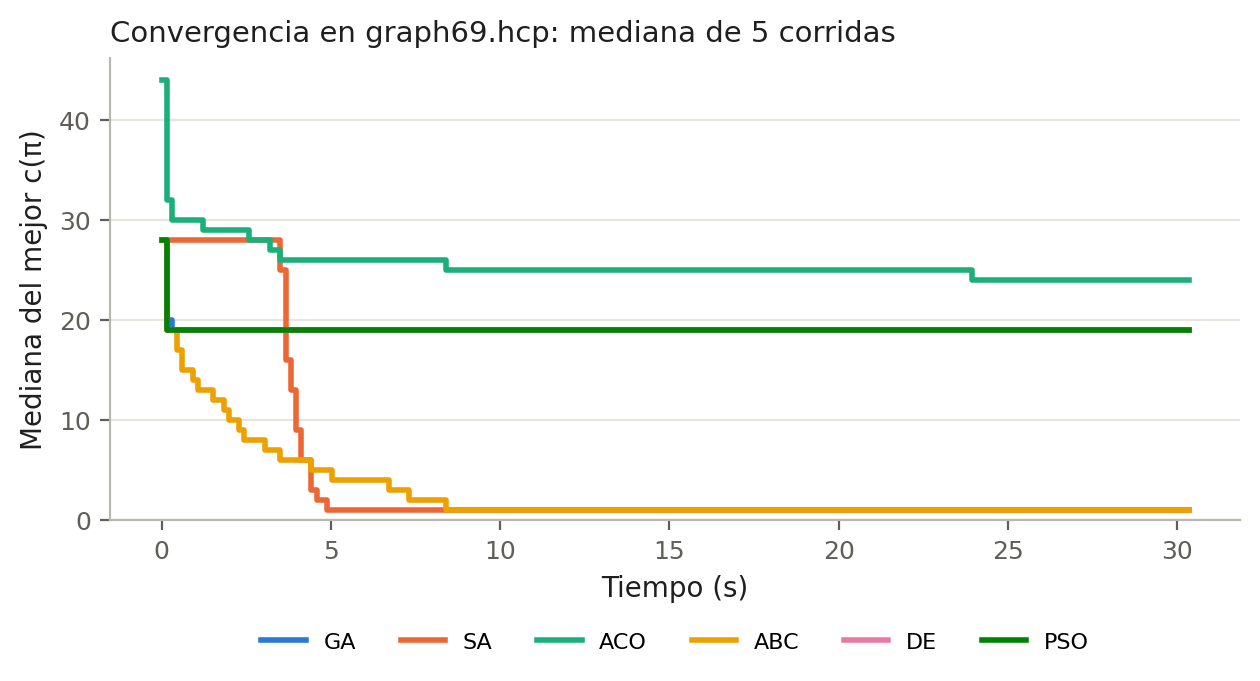 Convergencia en graph69.hcp: mediana de 5 corridas
Mediana del mejor c(π)
40
30
20
10
0
0 5 10 15 20 25 30
Tiempo (s)
GA SA ACO ABC DE PSO